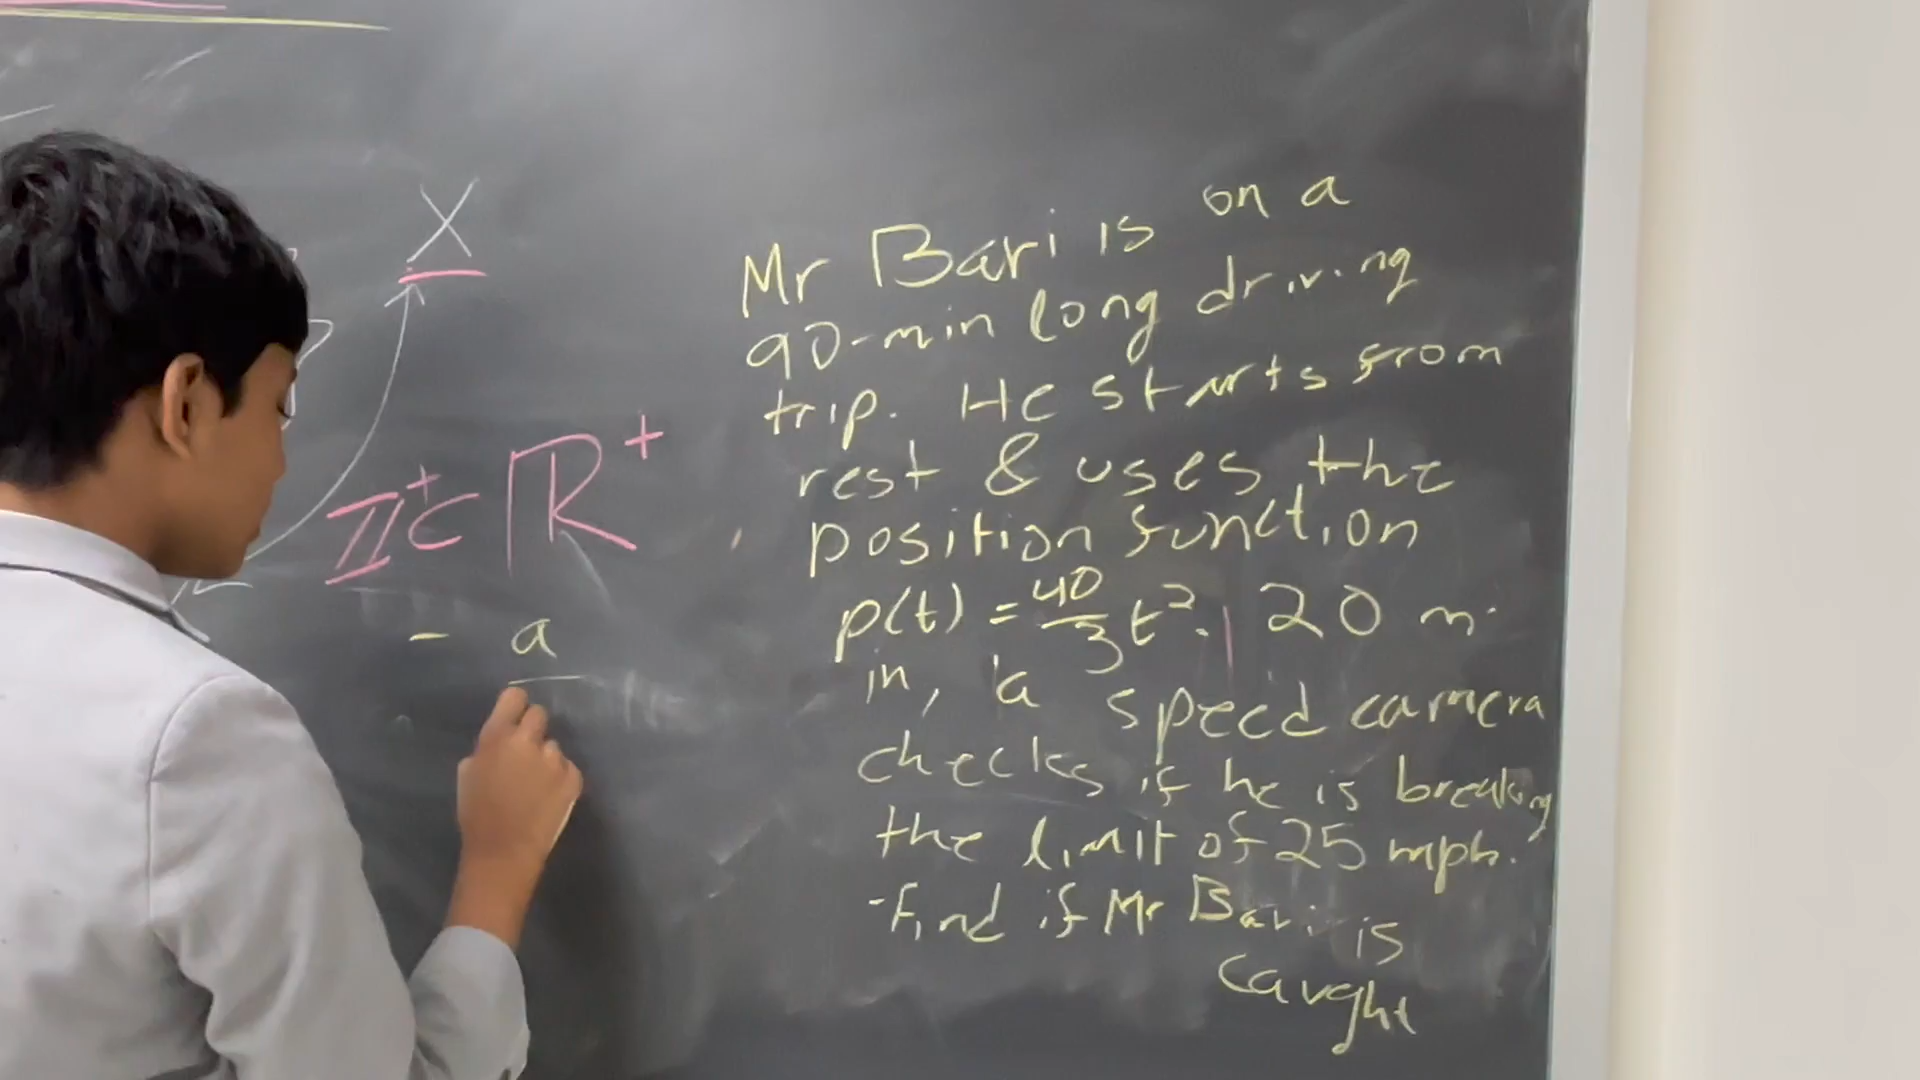 X
II⁺ ⊂ ℝ⁺
- a
Mr Bari is on a
90-min long driving
trip. He starts from
rest & uses the
position function
p(t) = 40/3 t². 20 m
in, a speed camera
checks if he is breaking
the limit of 25 mph.
- Find if Mr Bari is
caught